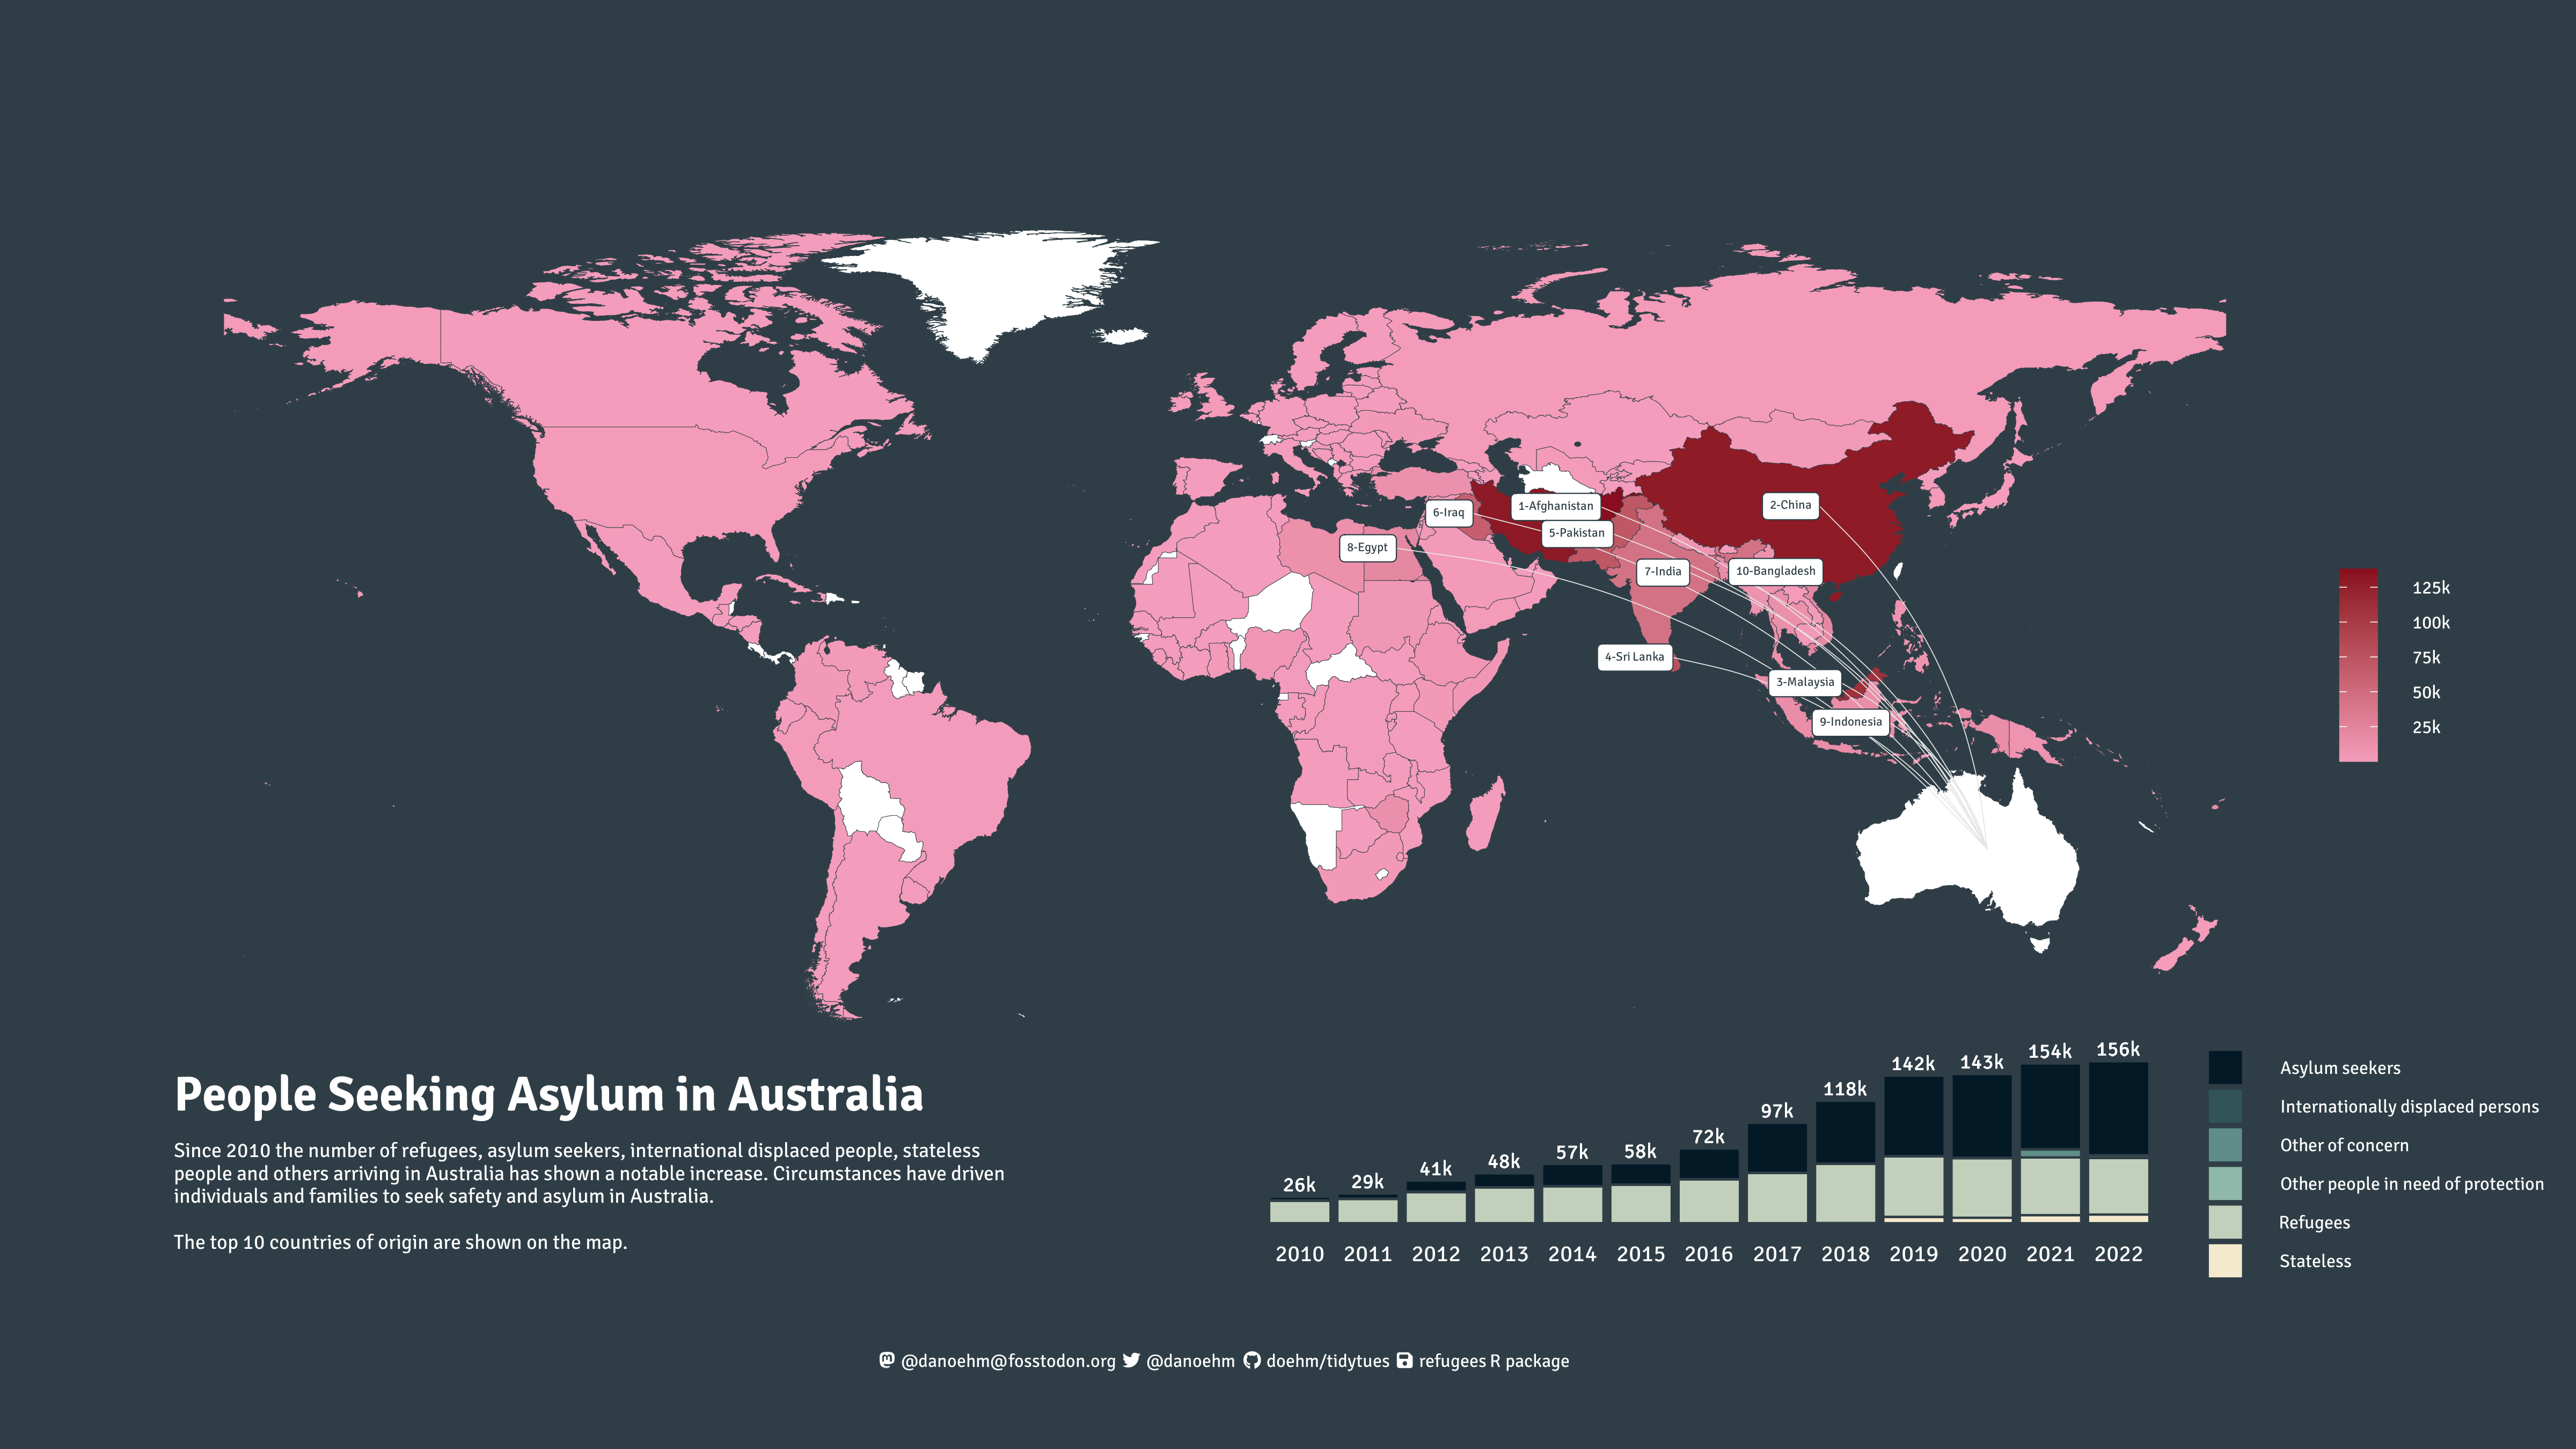 6-Iraq
1-Afghanistan
2-China
5-Pakistan
8-Egypt
7-India
10-Bangladesh
4-Sri Lanka
3-Malaysia
9-Indonesia
125k
100k
75k
50k
25k
People Seeking Asylum in Australia
Since 2010 the number of refugees, asylum seekers, international displaced people, stateless
people and others arriving in Australia has shown a notable increase. Circumstances have driven
individuals and families to seek safety and asylum in Australia.
The top 10 countries of origin are shown on the map.
26k 29k 41k 48k 57k 58k 72k 97k 118k 142k 143k 154k 156k
2010 2011 2012 2013 2014 2015 2016 2017 2018 2019 2020 2021 2022
Asylum seekers
Internationally displaced persons
Other of concern
Other people in need of protection
Refugees
Stateless
@danoehm@fosstodon.org @danoehm doehm/tidytues refugees R package